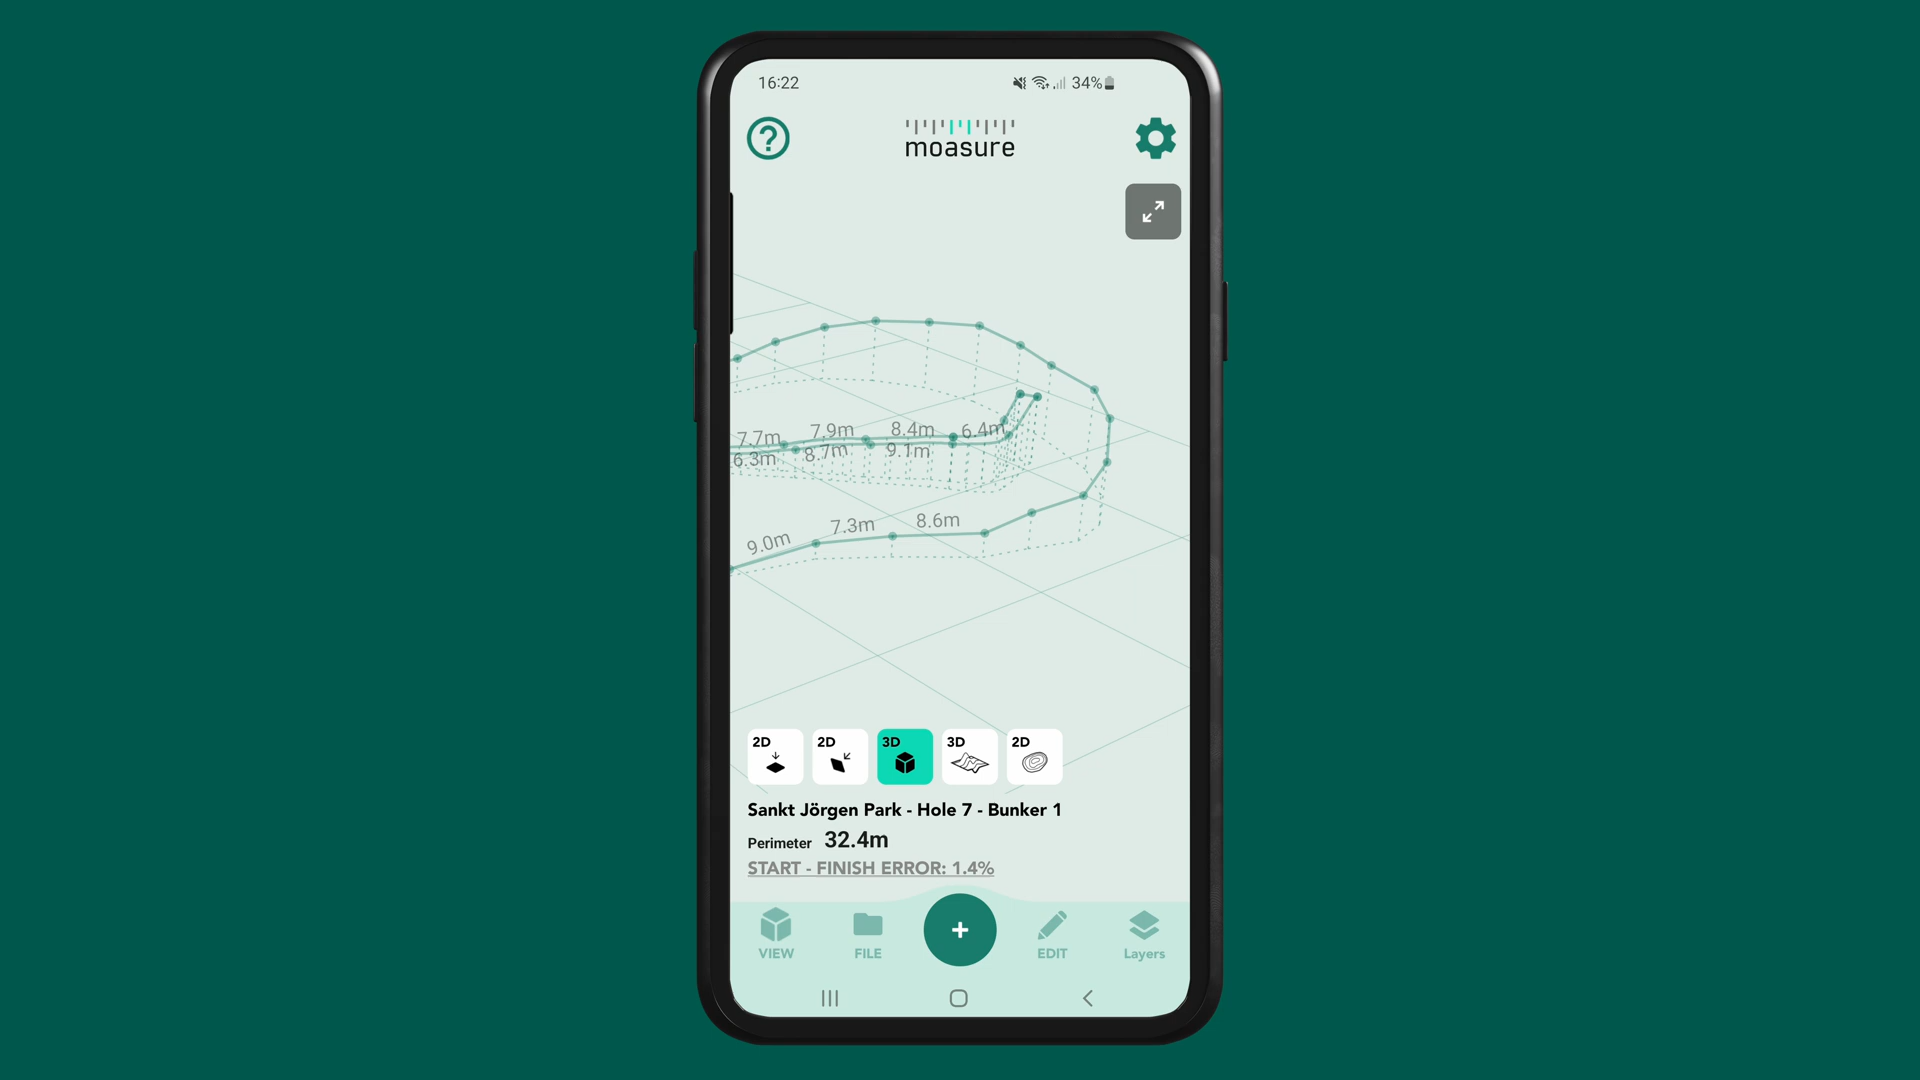 16:22
34%
moasure
7.7m
7.9m
8.4m
6.4m
6.3m
8.7m
9.1m
9.0m
7.3m
8.6m
2D
2D
3D
3D
2D
Sankt Jörgen Park - Hole 7 - Bunker 1
Perimeter 32.4m
START - FINISH ERROR: 1.4%
VIEW
FILE
EDIT
Layers